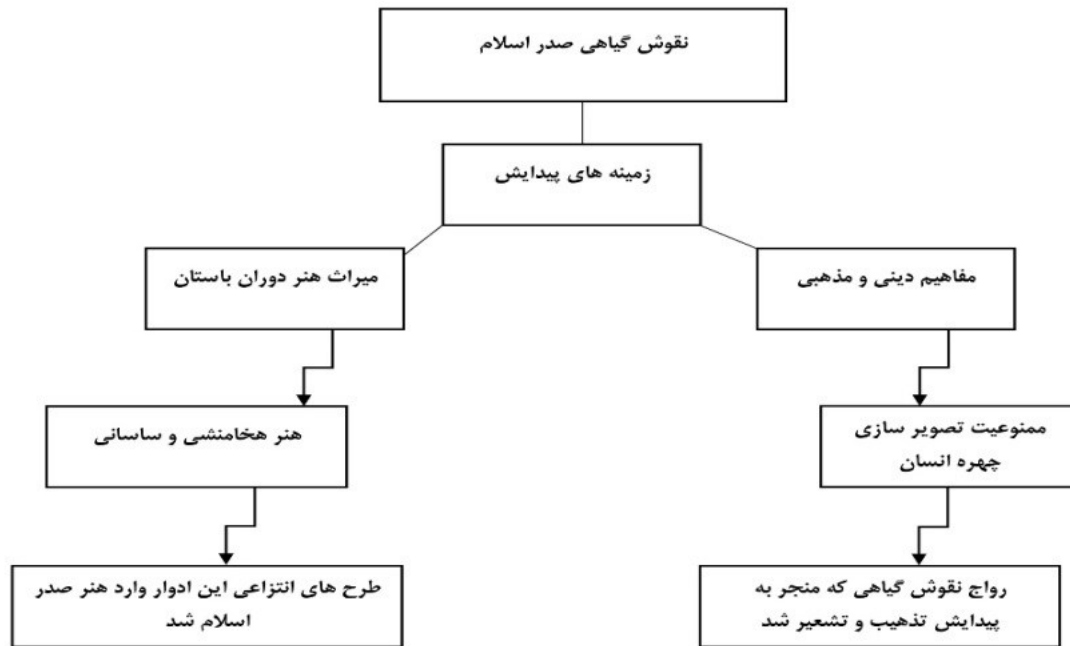 نقوش گیاهی صدر اسلام
زمینه های پیدایش
مفاهیم دینی و مذهبی
میراث هنر دوران باستان
ممنوعیت تصویر سازی
چهره انسان
هنر هخامنشی و ساسانی
رواج نقوش گیاهی که منجر به
پیدایش تذهیب و تشعیر شد
طرح های انتزاعی این ادوار وارد هنر صدر
اسلام شد